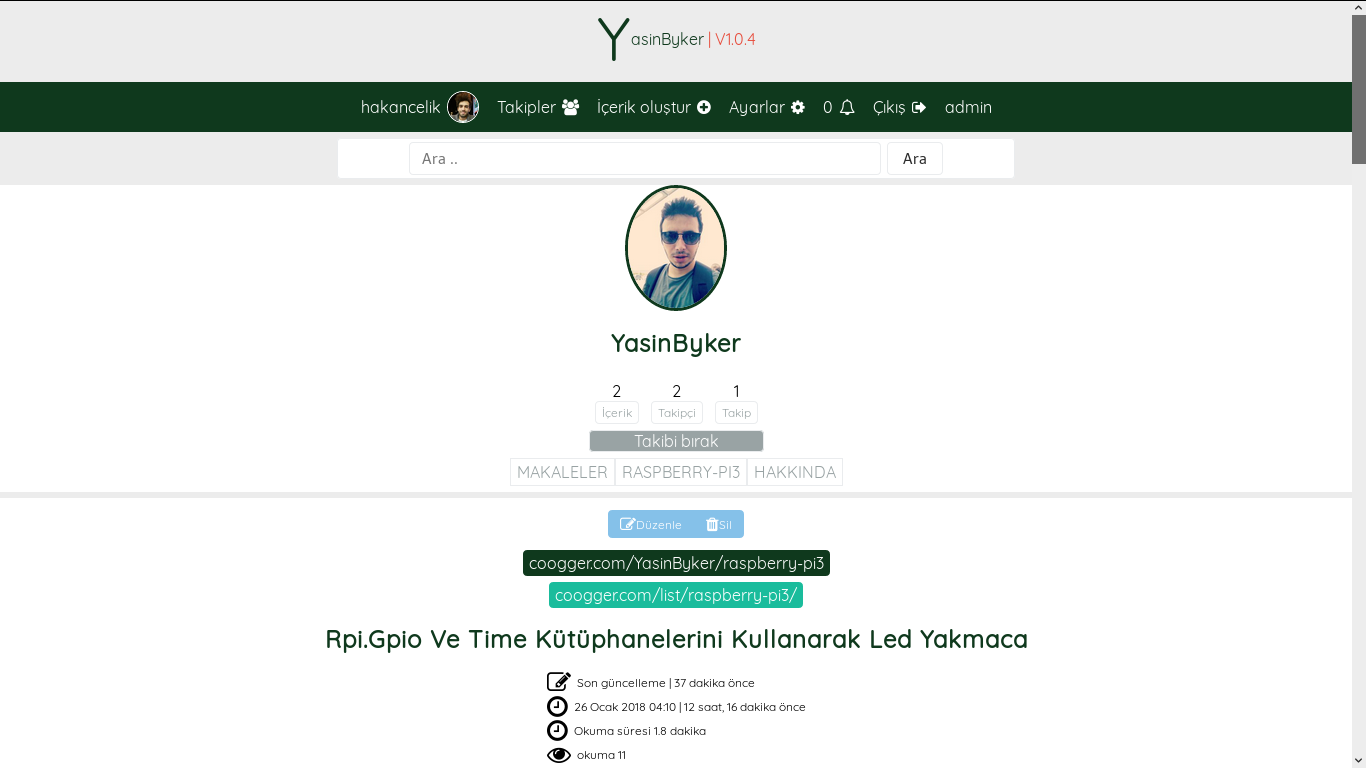 YasinByker | V1.0.4
hakancelik Takipler İçerik oluştur Ayarlar 0 Çıkış admin
Ara .. Ara
YasinByker
2 2 1
İçerik Takipçi Takip
Takibi bırak
MAKALELER RASPBERRY-PI3 HAKKINDA
Düzenle Sil
coogger.com/YasinByker/raspberry-pi3
coogger.com/list/raspberry-pi3/
Rpi.Gpio Ve Time Kütüphanelerini Kullanarak Led Yakmaca
Son güncelleme | 37 dakika önce
26 Ocak 2018 04:10 | 12 saat, 16 dakika önce
Okuma süresi 1.8 dakika
okuma 11